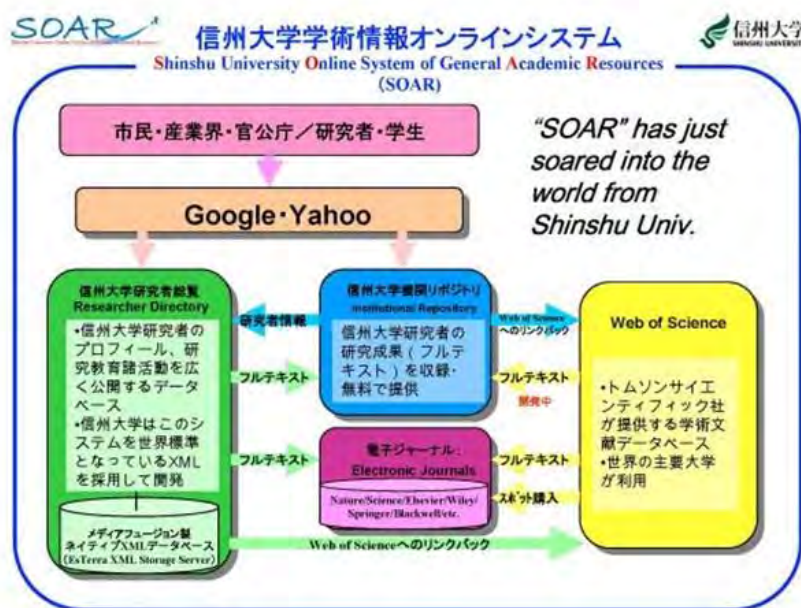 SOAR
信州大学学術情報オンラインシステム
Shinshu University Online System of General Academic Resources
(SOAR)
信州大学
SHINSHU UNIVERSITY
市民・産業界・官公庁／研究者・学生
"SOAR" has just
soared into the
world from
Shinshu Univ.
Google・Yahoo
信州大学研究者総覧
Researcher Directory
•信州大学研究者の
プロフィール、研
究教育諸活動を広
く公開するデータ
ベース
•信州大学はこのシ
ステムを世界標準
となっているXML
を採用して開発
メディアフュージョン製
ネイティブXMLデータベース
(EsTerra XML Storage Server)
研究者情報
フルテキスト
フルテキスト
信州大学機関リポジトリ
Institutional Repository
信州大学研究者の
研究成果（フルテ
キスト）を収録・
無料で提供
電子ジャーナル：
Electronic Journals
Nature/Science/Elsevier/Wiley/
Springer/Blackwell/etc.
Web of Science
へのリンクバック
フルテキスト
開発中
フルテキスト
スポット購入
Web of Science
•トムソンサイエ
ンティフィック社
が提供する学術文
献データベース
•世界の主要大学
が利用
Web of Scienceへのリンクバック